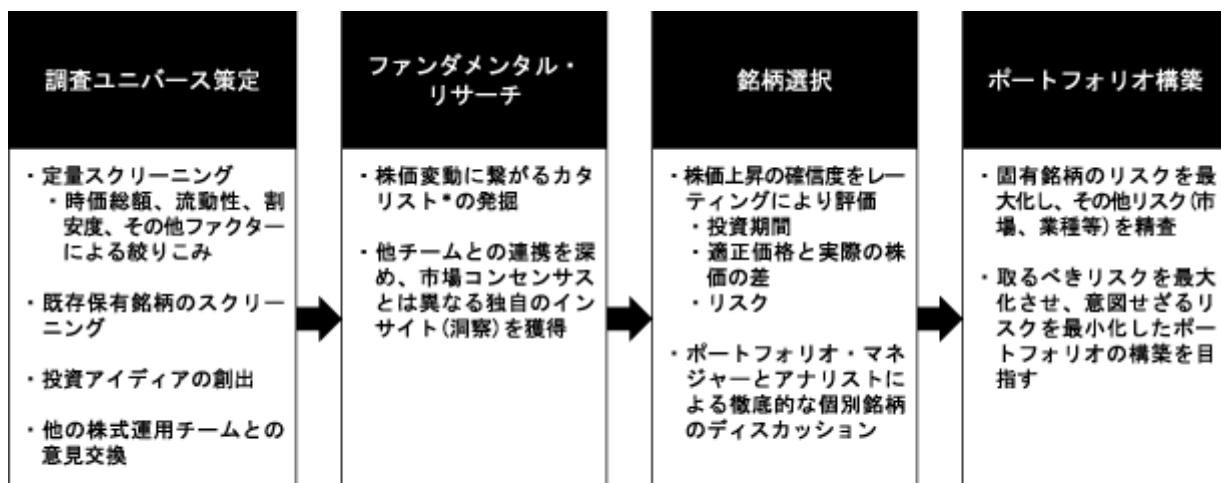 調査ユニバース策定
・定量スクリーニング
・時価総額、流動性、割
安度、その他ファクター
による絞りこみ
・既存保有銘柄のスクリー
ニング
・投資アイディアの創出
・他の株式運用チームとの
意見交換
ファンダメンタル・
リサーチ
・株価変動に繋がるカタ
リスト*の発掘
・他チームとの連携を深
め、市場コンセンサス
とは異なる独自のイン
サイト(洞察)を獲得
銘柄選択
・株価上昇の確信度をレー
ティングにより評価
・投資期間
・適正価格と実際の株
価の差
・リスク
・ポートフォリオ・マネ
ジャーとアナリストに
よる徹底的な個別銘柄
のディスカッション
ポートフォリオ構築
・固有銘柄のリスクを最
大化し、その他リスク(市
場、業種等)を精査
・取るべきリスクを最大
化させ、意図せざるリ
スクを最小化したポー
トフォリオの構築を目
指す